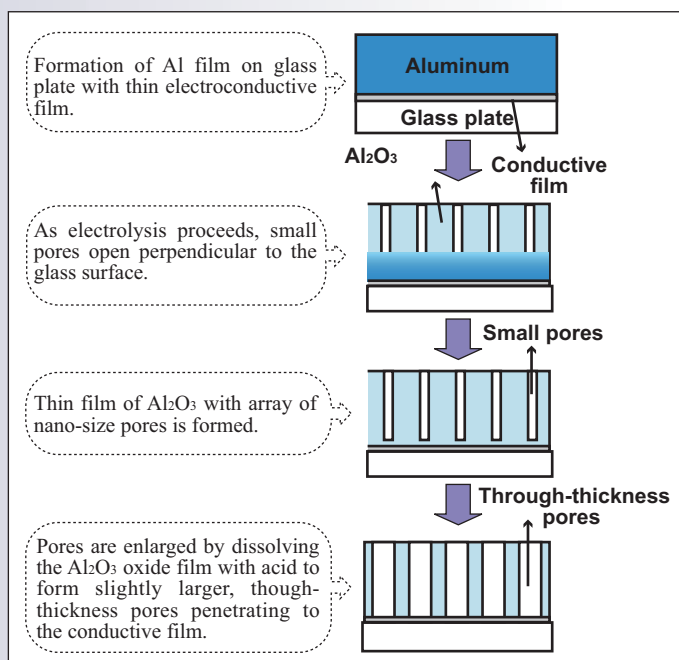 Formation of Al film on glass
plate with thin electroconductive
film.
Aluminum
Glass plate
Al₂O₃
Conductive
film
As electrolysis proceeds, small
pores open perpendicular to the
glass surface.
Small pores
Thin film of Al₂O₃ with array of
nano-size pores is formed.
Through-thickness
pores
Pores are enlarged by dissolving
the Al₂O₃ oxide film with acid to
form slightly larger, though-
thickness pores penetrating to
the conductive film.